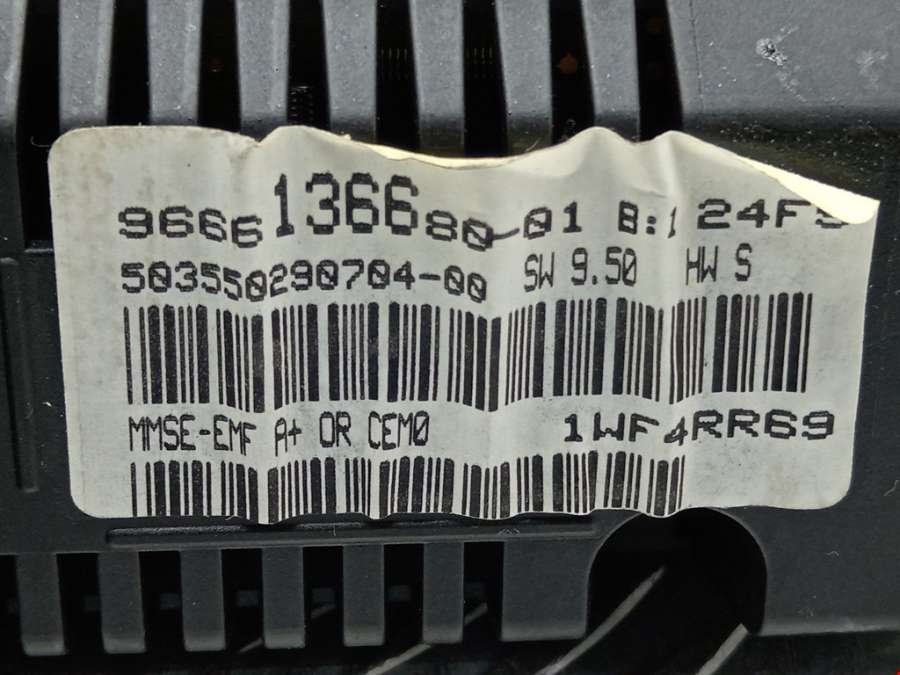 9666136680-01 B:1 24F5
503550290704-00 SW 9.50 HW S
MMSE-EMF A+ OR CEM0 1WF4RR69